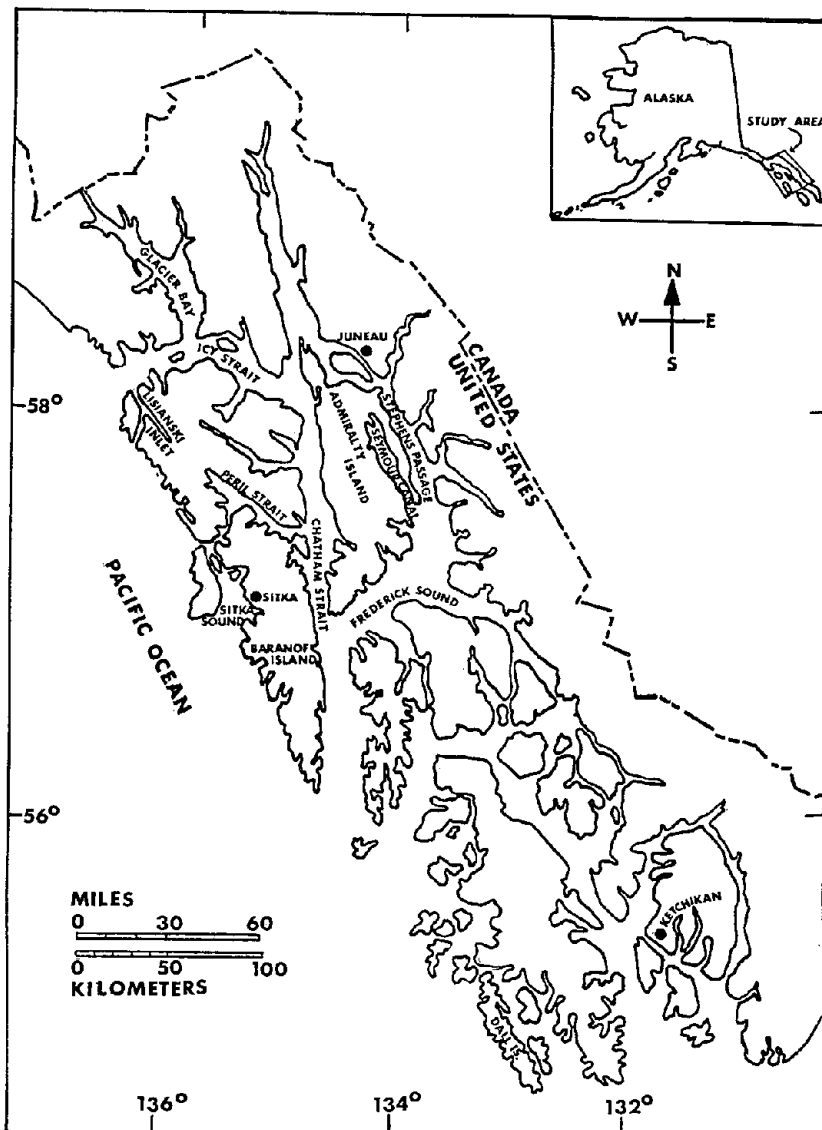 ALASKA
STUDY AREA
N
W E
S
GLACIER BAY
ICY STRAIT
JUNEAU
CANADA
UNITED STATES
58°
LISIANSKI
INLET
ADMIRALTY
ISLAND
STEPHENS PASSAGE
SEYMOUR CANAL
PERIL STRAIT
CHATHAM STRAIT
PACIFIC OCEAN
SITKA
SITKA
SOUND
FREDERICK SOUND
BARANOF
ISLAND
56°
MILES
0 30 60
0 50 100
KILOMETERS
KETCHIKAN
DALL IS.
136° 134° 132°